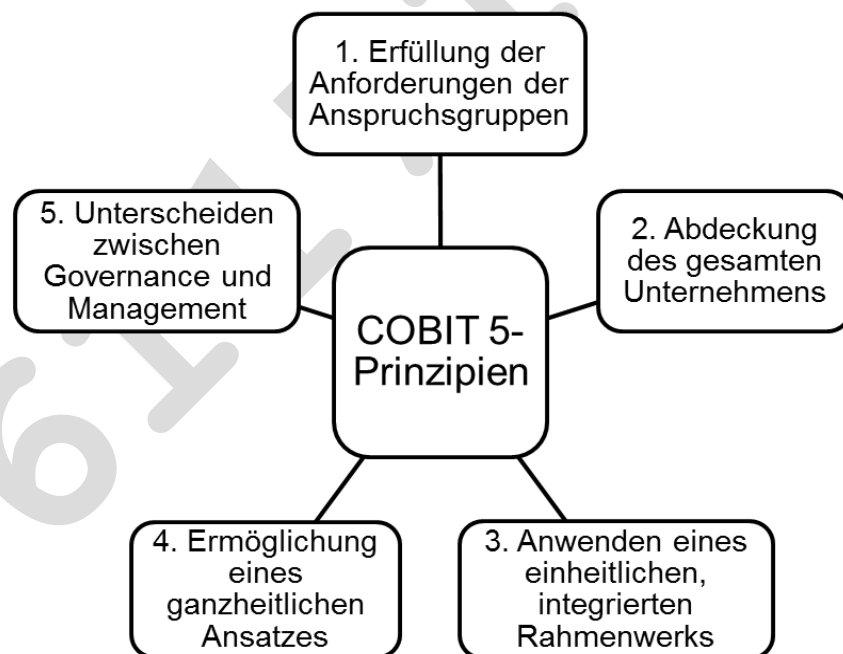 1. Erfüllung der
Anforderungen der
Anspruchsgruppen
5. Unterscheiden
zwischen
Governance und
Management
2. Abdeckung
des gesamten
Unternehmens
COBIT 5-
Prinzipien
4. Ermöglichung
eines
ganzheitlichen
Ansatzes
3. Anwenden eines
einheitlichen,
integrierten
Rahmenwerks